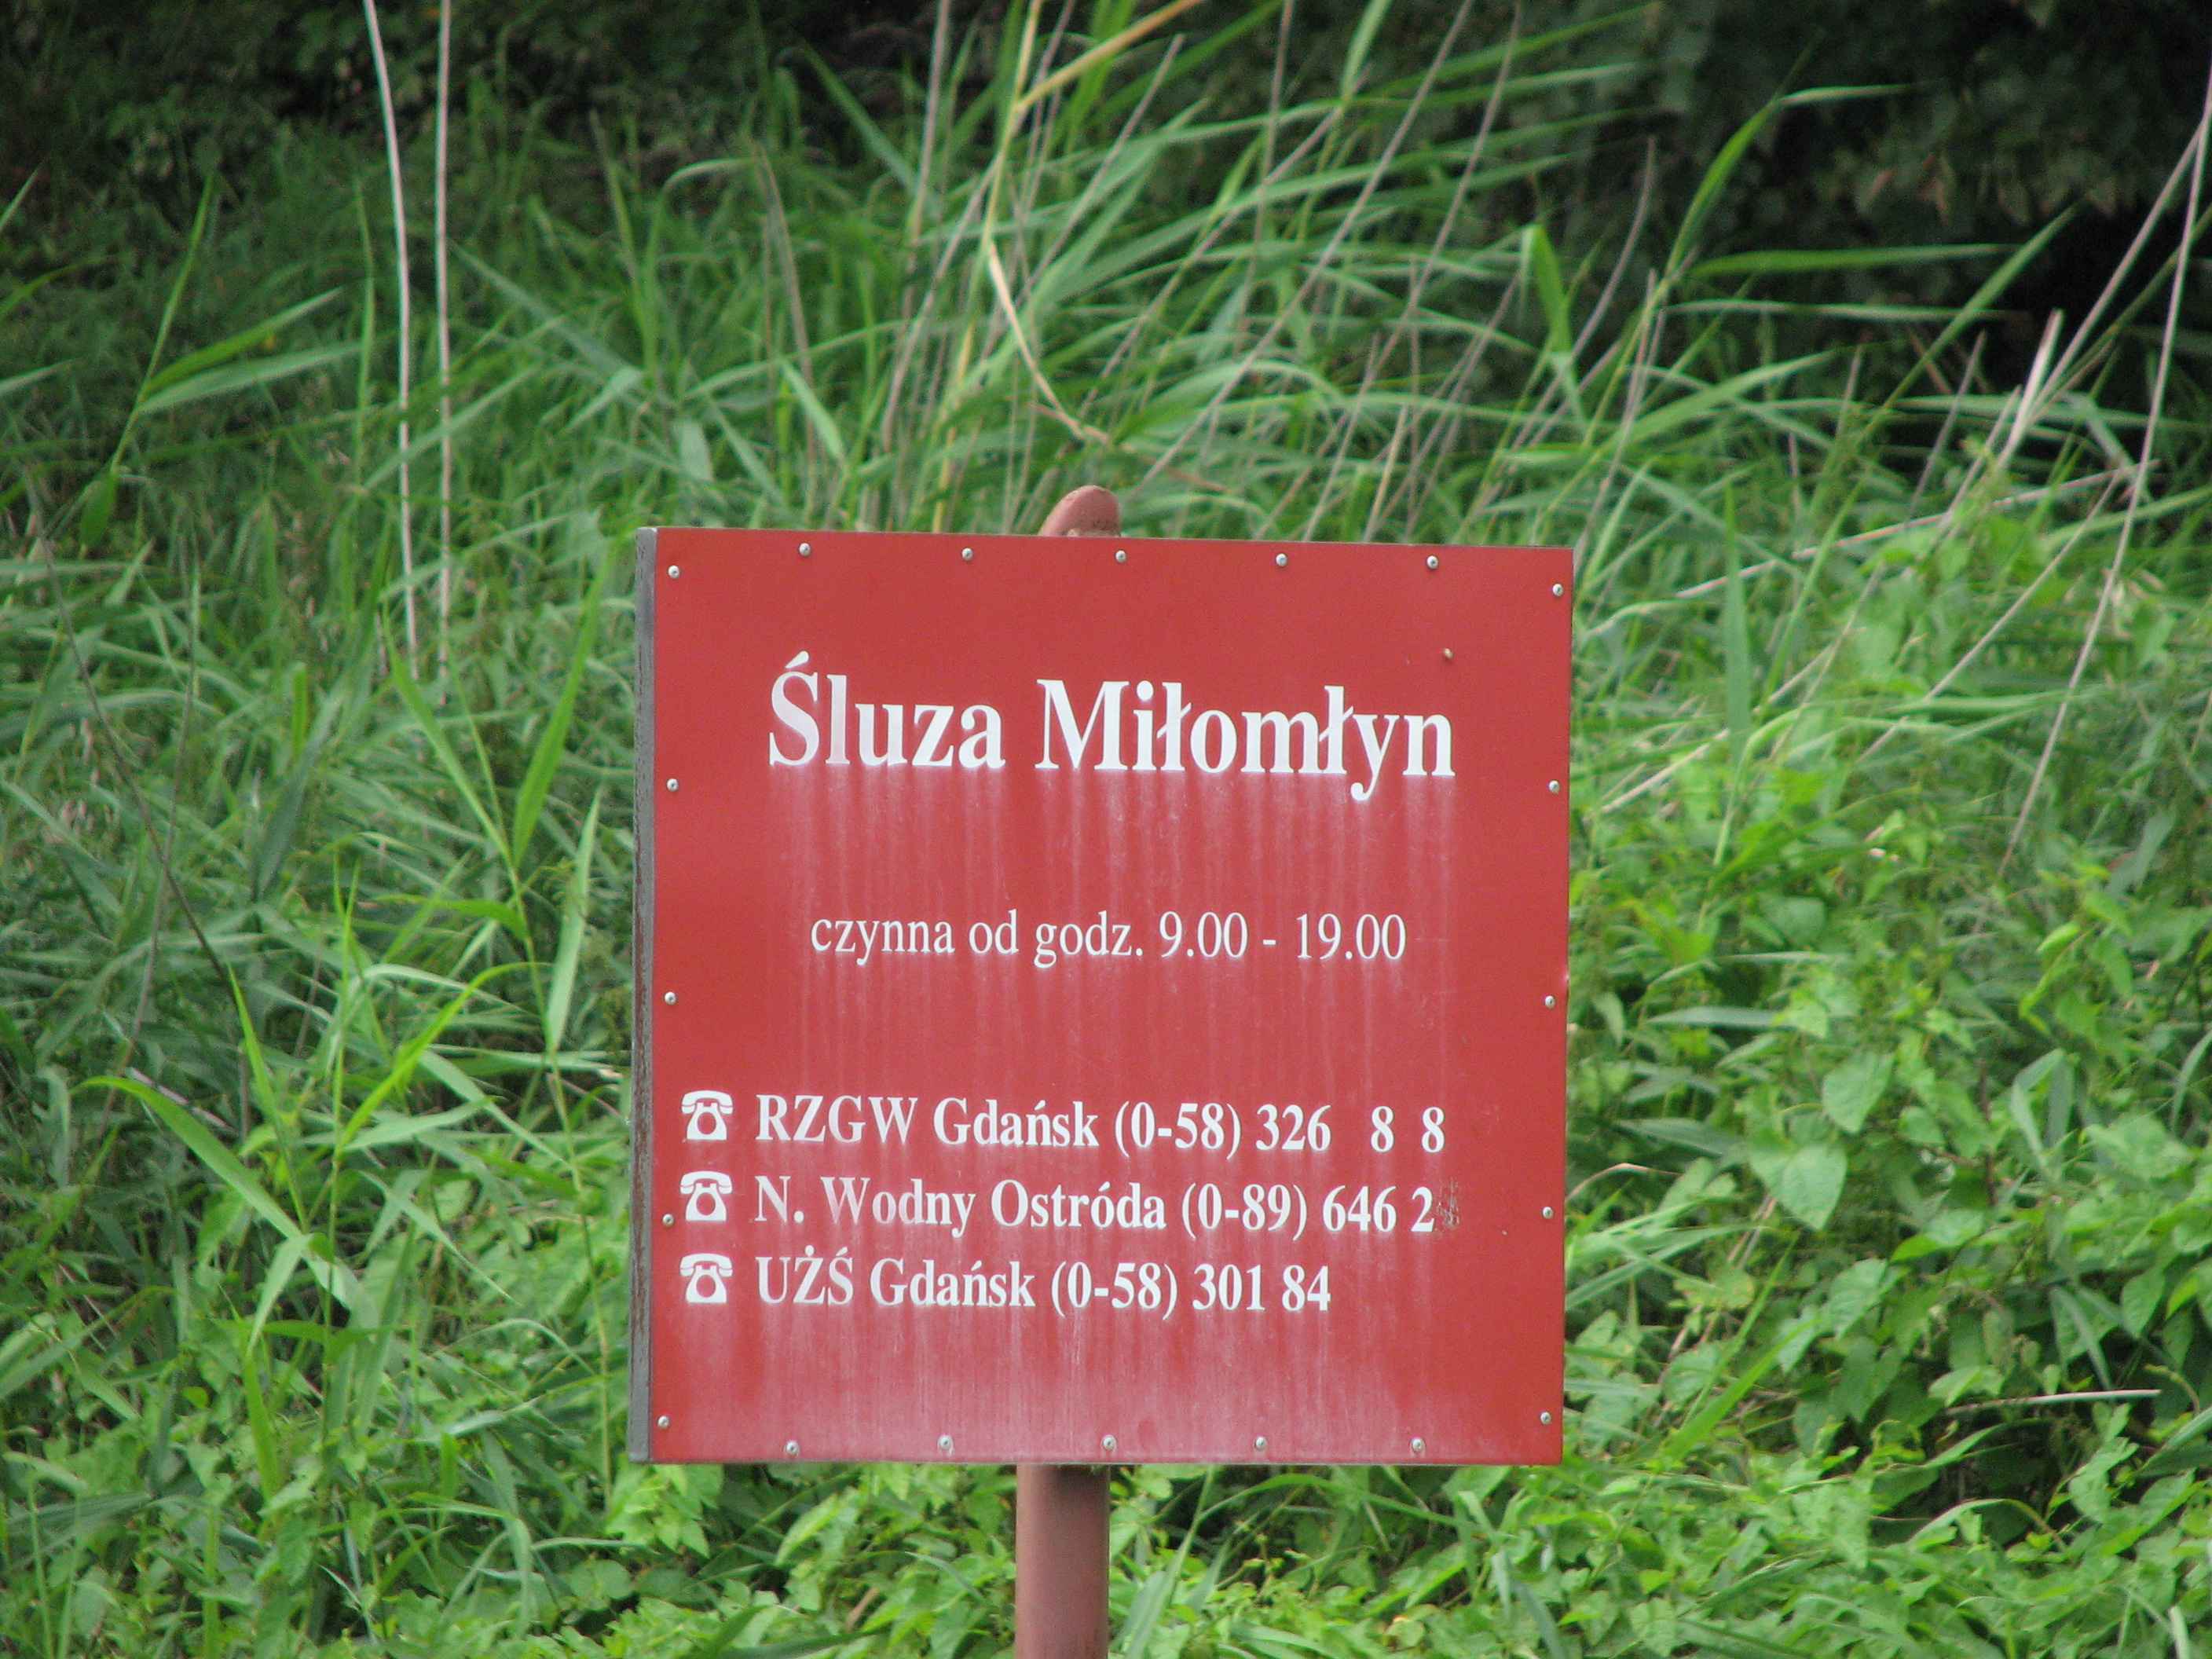 Śluza Miłomłyn
czynna od godz. 9.00 - 19.00
☎ RZGW Gdańsk (0-58) 326 8 8
☎ N. Wodny Ostróda (0-89) 646 2
☎ UŻŚ Gdańsk (0-58) 301 84